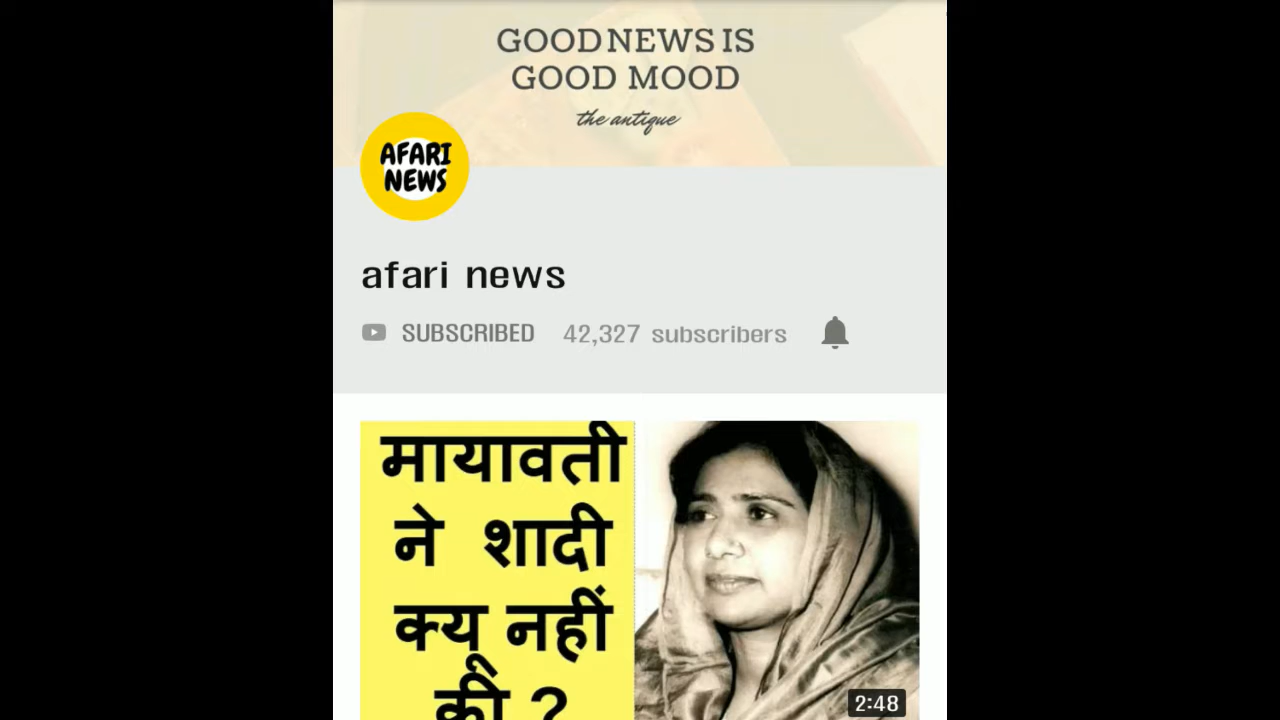 GOOD NEWS IS
GOOD MOOD
the antique
AFARI
NEWS
afari news
SUBSCRIBED 42,327 subscribers
मायावती
ने शादी
क्यू नहीं
की ?
2:48